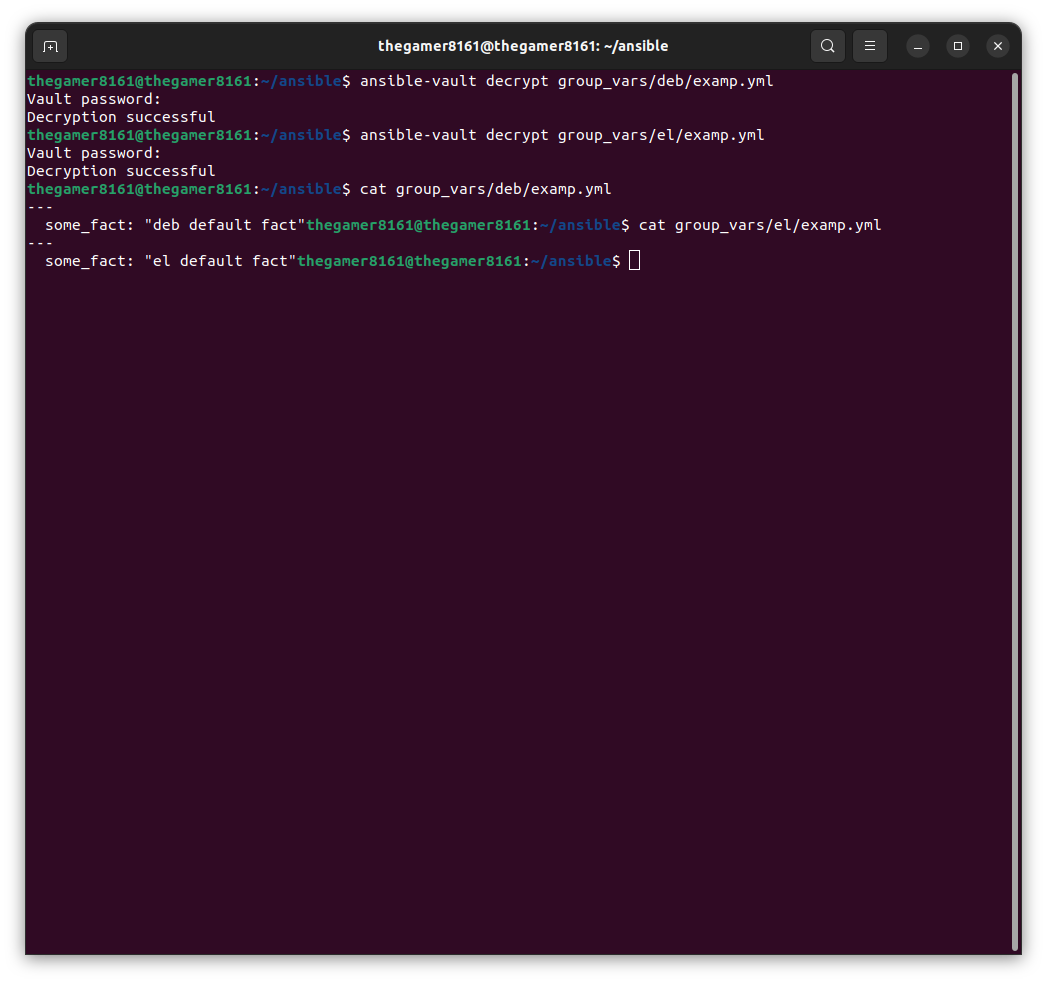 thegamer8161@thegamer8161: ~/ansible
thegamer8161@thegamer8161:~/ansible$ ansible-vault decrypt group_vars/deb/examp.yml
Vault password:
Decryption successful
thegamer8161@thegamer8161:~/ansible$ ansible-vault decrypt group_vars/el/examp.yml
Vault password:
Decryption successful
thegamer8161@thegamer8161:~/ansible$ cat group_vars/deb/examp.yml
---
  some_fact: "deb default fact"thegamer8161@thegamer8161:~/ansible$ cat group_vars/el/examp.yml
---
  some_fact: "el default fact"thegamer8161@thegamer8161:~/ansible$